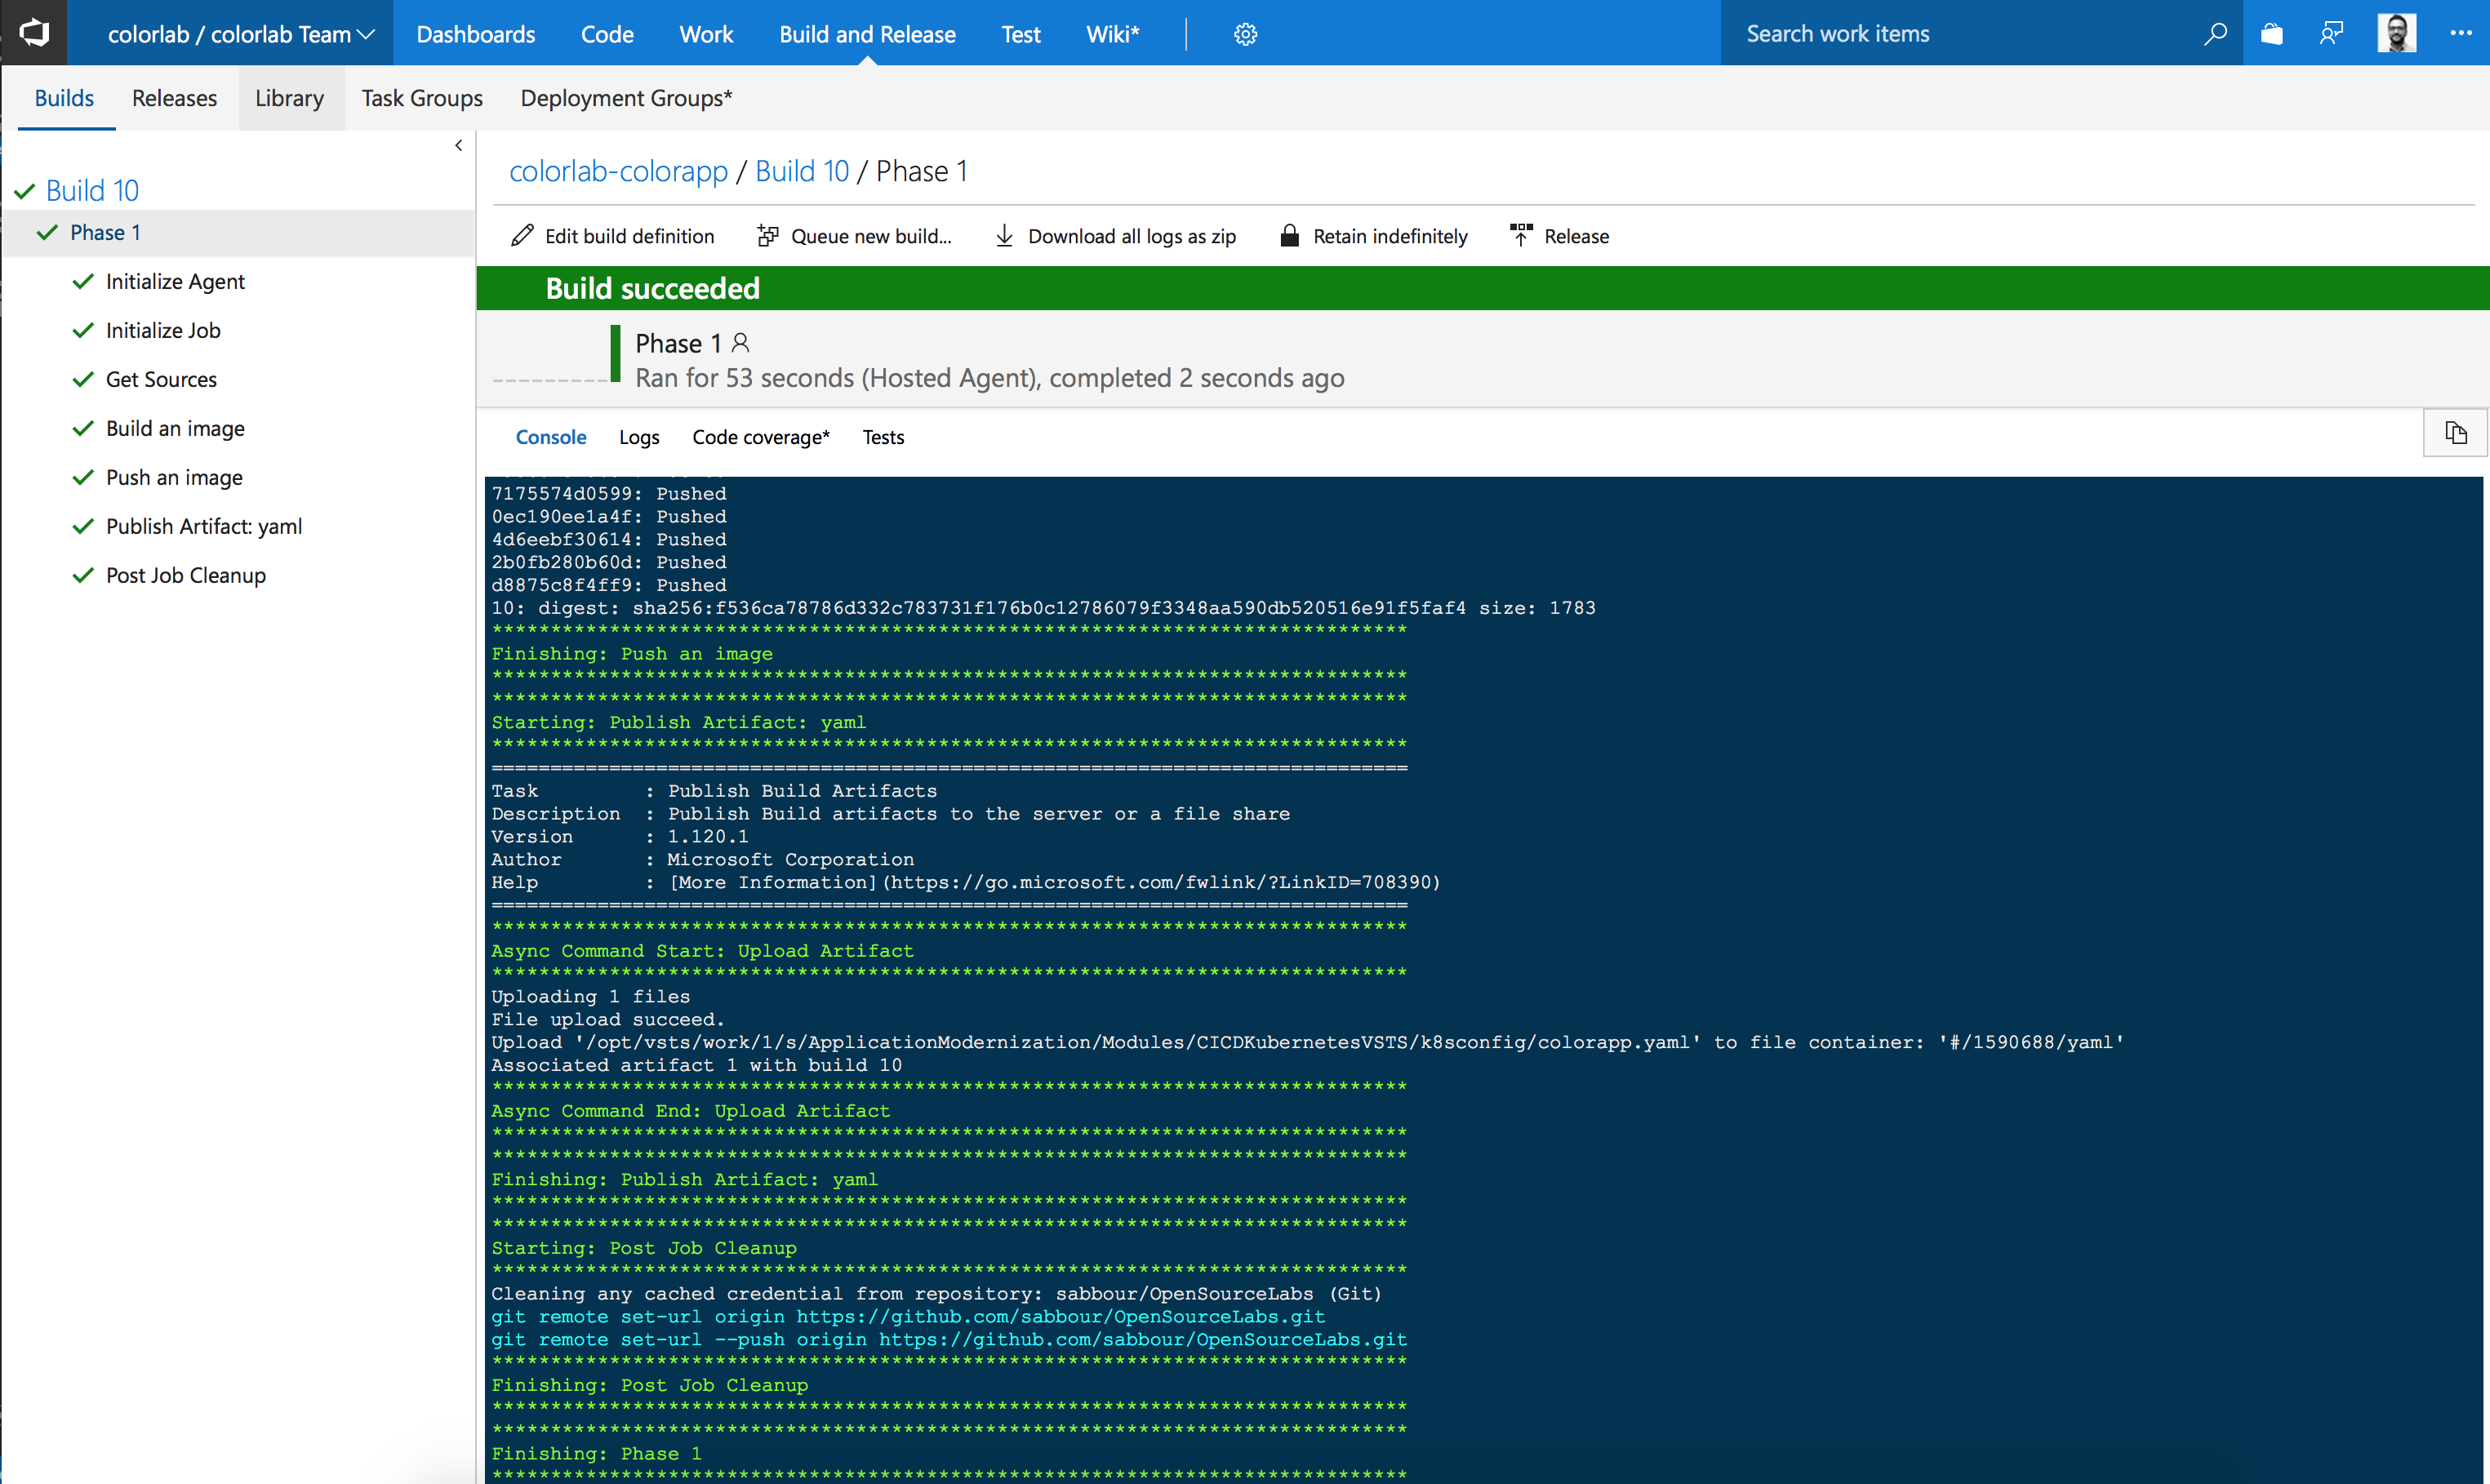 colorlab / colorlab Team
Dashboards
Code
Work
Build and Release
Test
Wiki*
Search work items
Builds
Releases
Library
Task Groups
Deployment Groups*
Build 10
Phase 1
Initialize Agent
Initialize Job
Get Sources
Build an image
Push an image
Publish Artifact: yaml
Post Job Cleanup
colorlab-colorapp / Build 10 / Phase 1
Edit build definition
Queue new build...
Download all logs as zip
Retain indefinitely
Release
Build succeeded
Phase 1
Ran for 53 seconds (Hosted Agent), completed 2 seconds ago
Console
Logs
Code coverage*
Tests
7175574d0599: Pushed
0ec190ee1a4f: Pushed
4d6eebf30614: Pushed
2b0fb280b60d: Pushed
d8875c8f4ff9: Pushed
10: digest: sha256:f536ca78786d332c783731f176b0c12786079f3348aa590db520516e91f5faf4 size: 1783
******************************************************************************
Finishing: Push an image
******************************************************************************
******************************************************************************
Starting: Publish Artifact: yaml
******************************************************************************
==============================================================================
Task         : Publish Build Artifacts
Description  : Publish Build artifacts to the server or a file share
Version      : 1.120.1
Author       : Microsoft Corporation
Help         : [More Information](https://go.microsoft.com/fwlink/?LinkID=708390)
==============================================================================
******************************************************************************
Async Command Start: Upload Artifact
******************************************************************************
Uploading 1 files
File upload succeed.
Upload '/opt/vsts/work/1/s/ApplicationModernization/Modules/CICDKubernetesVSTS/k8sconfig/colorapp.yaml' to file container: '#/1590688/yaml'
Associated artifact 1 with build 10
******************************************************************************
Async Command End: Upload Artifact
******************************************************************************
******************************************************************************
Finishing: Publish Artifact: yaml
******************************************************************************
******************************************************************************
Starting: Post Job Cleanup
******************************************************************************
Cleaning any cached credential from repository: sabbour/OpenSourceLabs (Git)
git remote set-url origin https://github.com/sabbour/OpenSourceLabs.git
git remote set-url --push origin https://github.com/sabbour/OpenSourceLabs.git
******************************************************************************
Finishing: Post Job Cleanup
******************************************************************************
******************************************************************************
Finishing: Phase 1
******************************************************************************